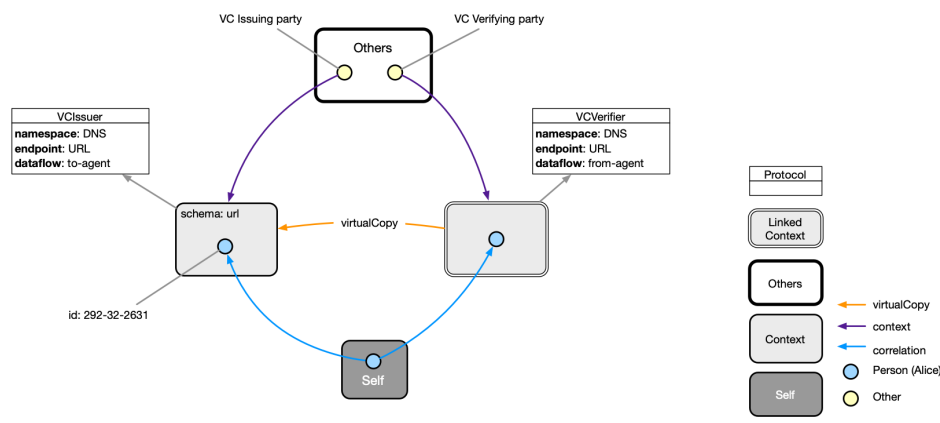 VC Issuing party
VC Verifying party
Others
VCIssuer
namespace: DNS
endpoint: URL
dataflow: to-agent
VCVerifier
namespace: DNS
endpoint: URL
dataflow: from-agent
schema: url
virtualCopy
id: 292-32-2631
Self
Protocol
Linked
Context
Others
Context
Self
virtualCopy
context
correlation
Person (Alice)
Other